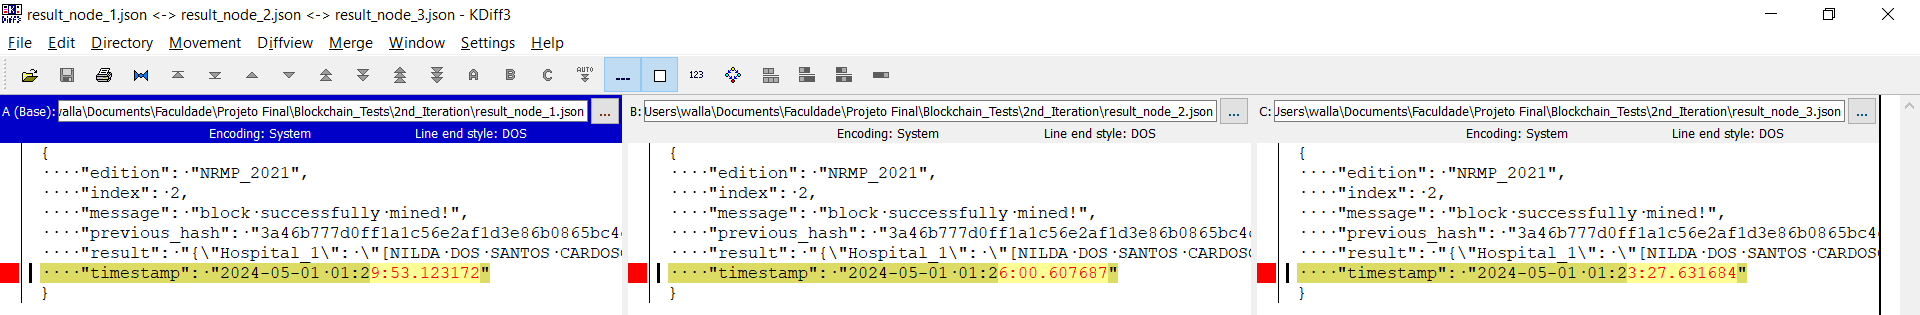 result_node_1.json <-> result_node_2.json <-> result_node_3.json - KDiff3
File Edit Directory Movement Diffview Merge Window Settings Help
A B C AUTO 123
A (Base): walla\Documents\Faculdade\Projeto Final\Blockchain_Tests\2nd_Iteration\result_node_1.json ...
Encoding: System Line end style: DOS
{
····"edition":·"NRMP_2021",
····"index":·2,
····"message":·"block·successfully·mined!",
····"previous_hash":·"3a46b777d0ff1a1c56e2af1d3e86b0865bc4
····"result":·"{\"Hospital_1\":·\"[NILDA·DOS·SANTOS·CARDOS
····"timestamp":·"2024-05-01·01:29:53.123172"
}
B: Users\walla\Documents\Faculdade\Projeto Final\Blockchain_Tests\2nd_Iteration\result_node_2.json ...
Encoding: System Line end style: DOS
{
····"edition":·"NRMP_2021",
····"index":·2,
····"message":·"block·successfully·mined!",
····"previous_hash":·"3a46b777d0ff1a1c56e2af1d3e86b0865bc4
····"result":·"{\"Hospital_1\":·\"[NILDA·DOS·SANTOS·CARDOS
····"timestamp":·"2024-05-01·01:26:00.607687"
}
C: Users\walla\Documents\Faculdade\Projeto Final\Blockchain_Tests\2nd_Iteration\result_node_3.json ...
Encoding: System Line end style: DOS
{
····"edition":·"NRMP_2021",
····"index":·2,
····"message":·"block·successfully·mined!",
····"previous_hash":·"3a46b777d0ff1a1c56e2af1d3e86b0865bc4
····"result":·"{\"Hospital_1\":·\"[NILDA·DOS·SANTOS·CARDOS
····"timestamp":·"2024-05-01·01:23:27.631684"
}